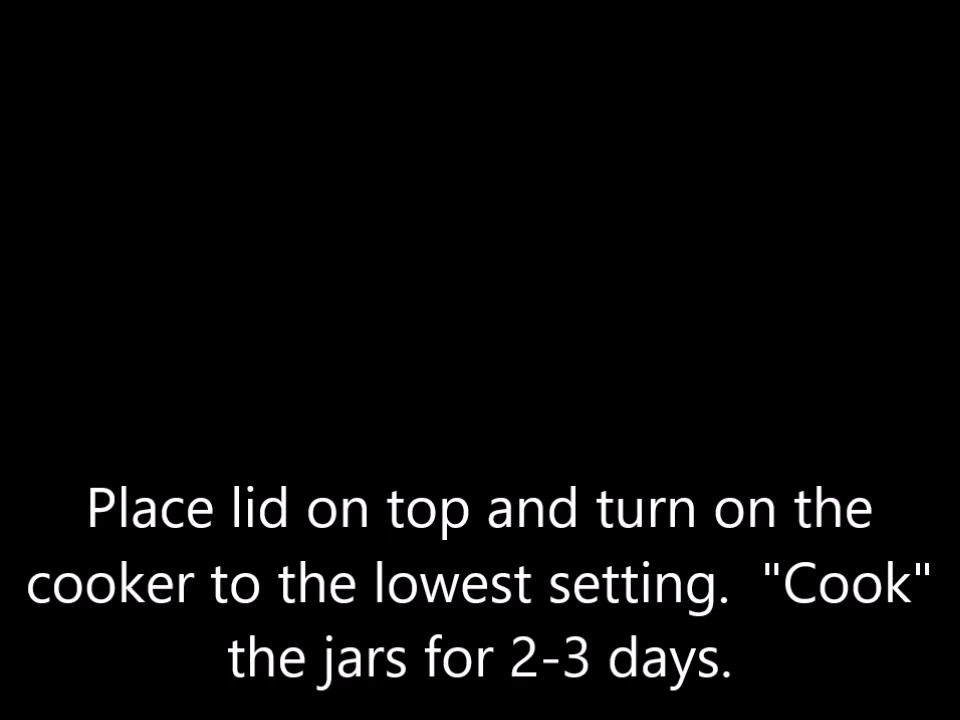 Place lid on top and turn on the
cooker to the lowest setting.  "Cook"
the jars for 2-3 days.